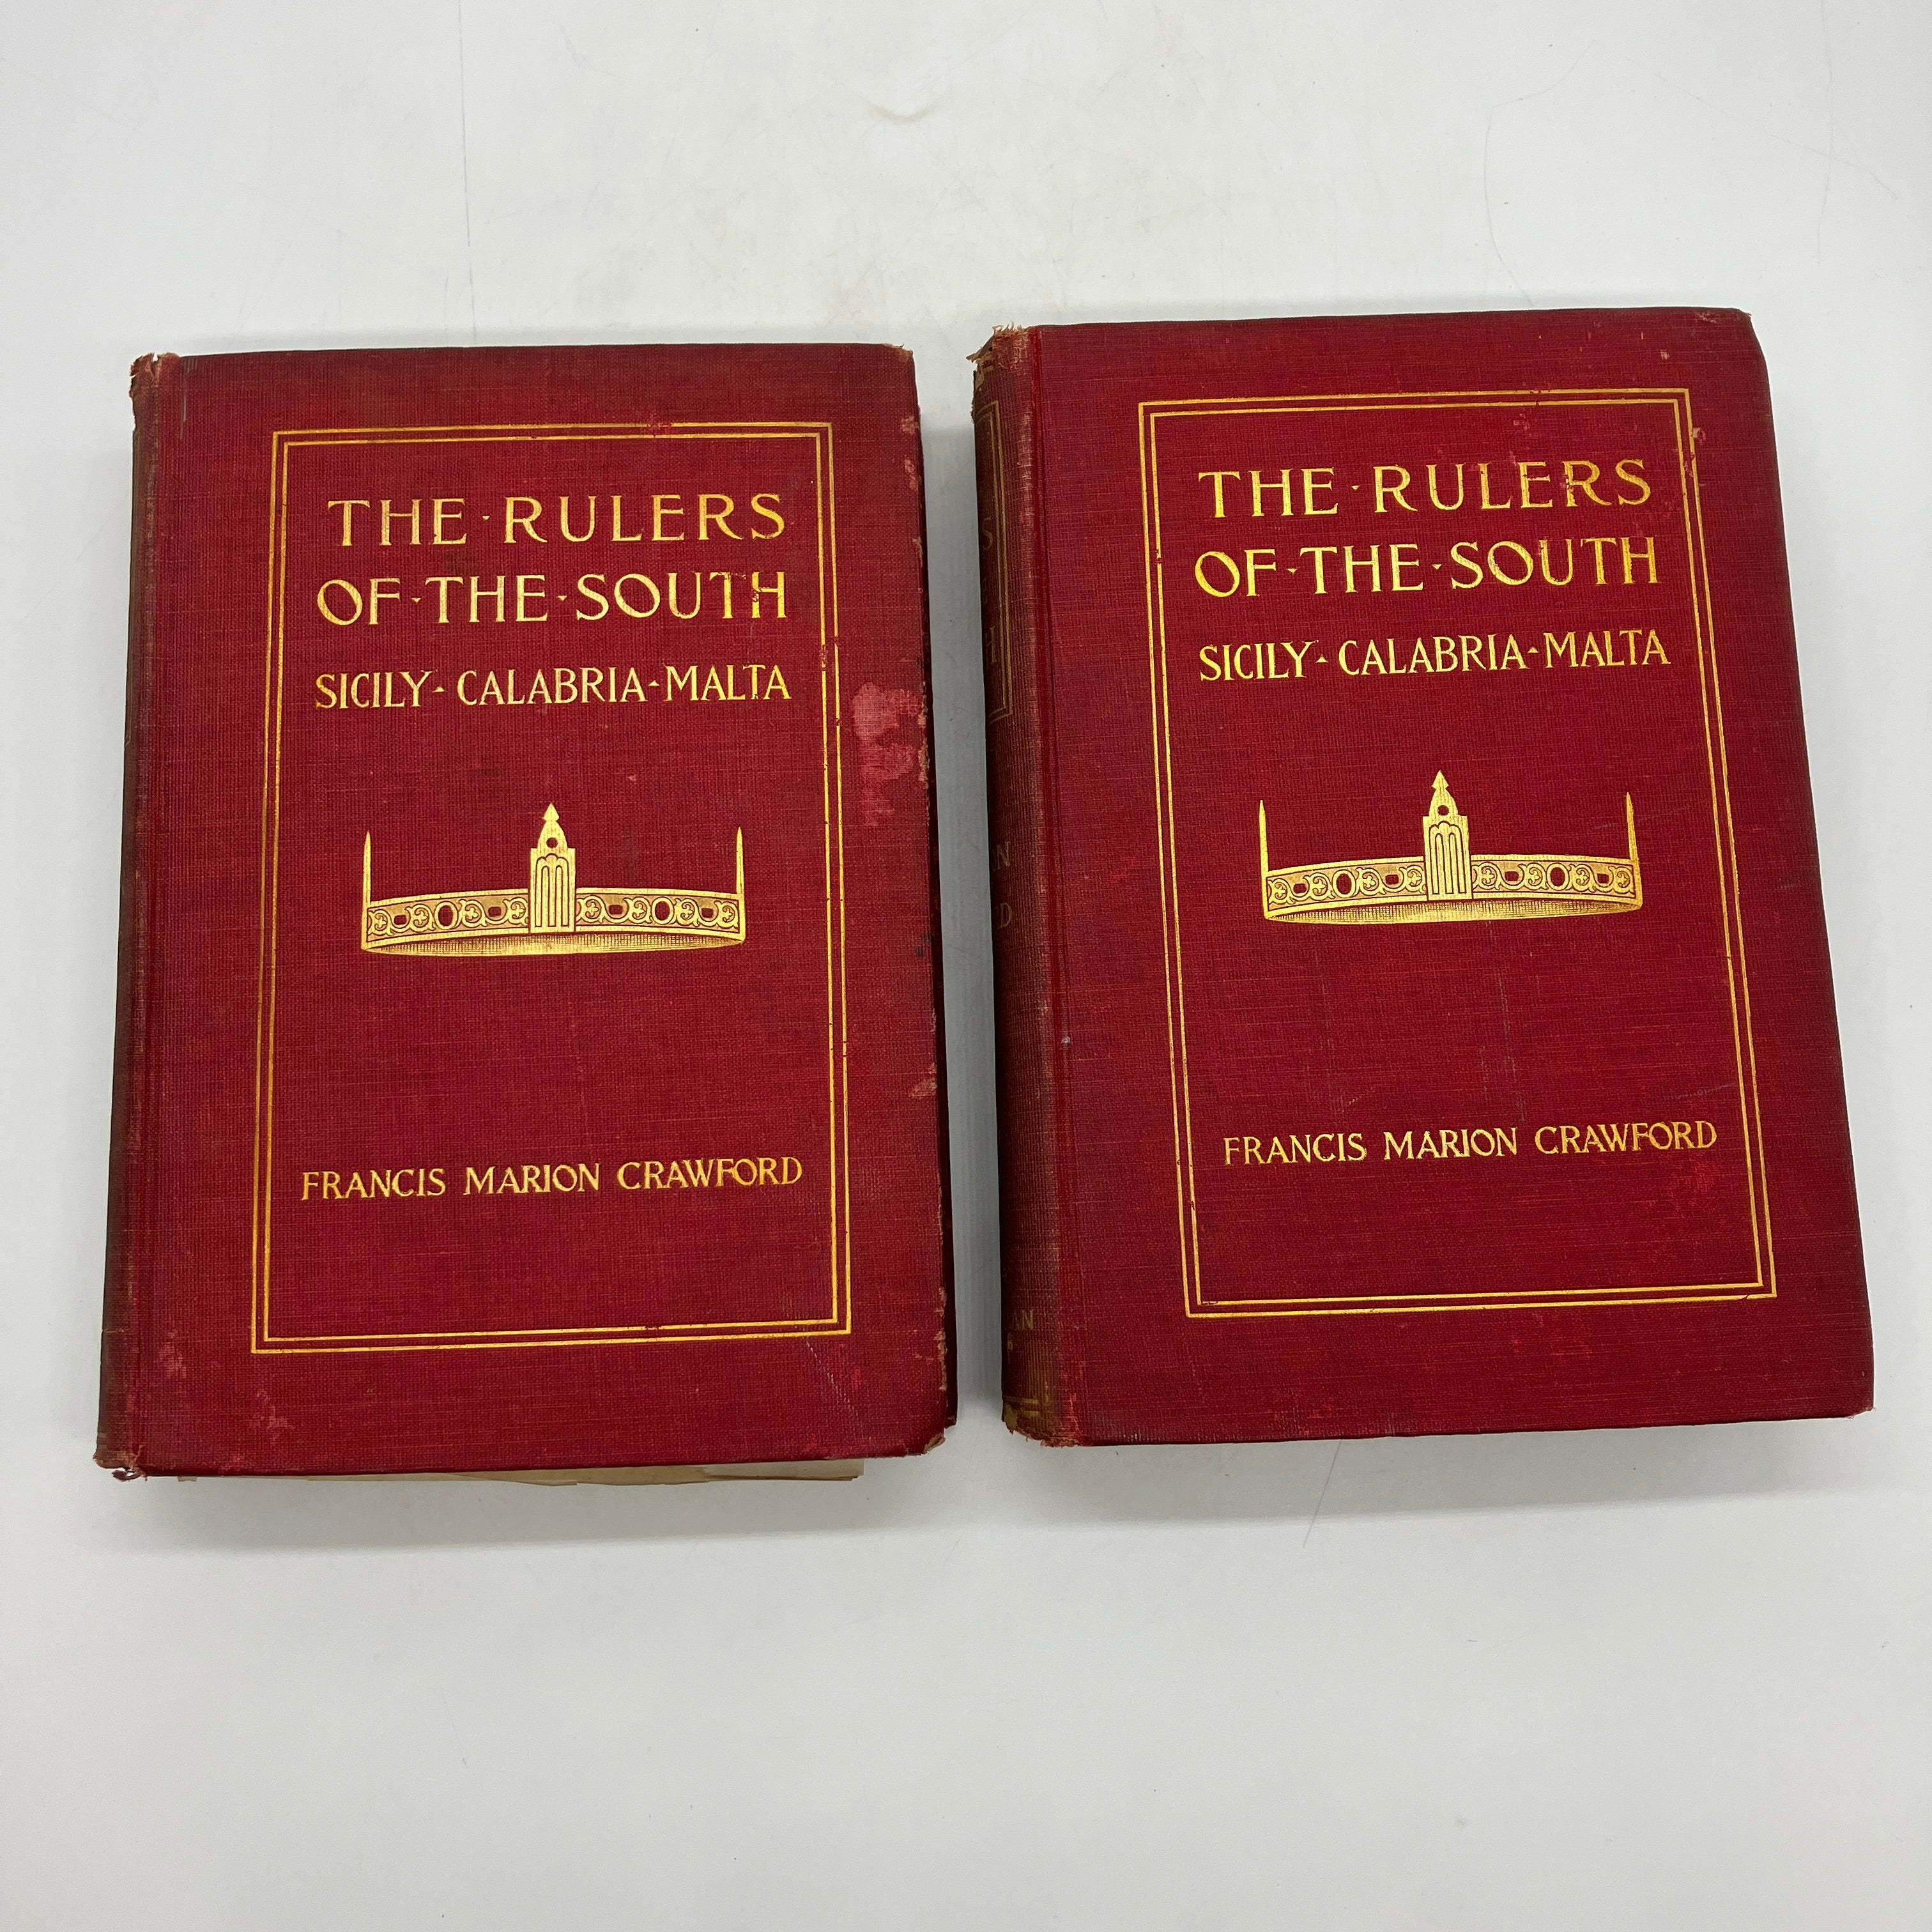 THE · RULERS
OF · THE · SOUTH
SICILY · CALABRIA · MALTA
FRANCIS MARION CRAWFORD
THE · RULERS
OF · THE · SOUTH
SICILY · CALABRIA · MALTA
FRANCIS MARION CRAWFORD